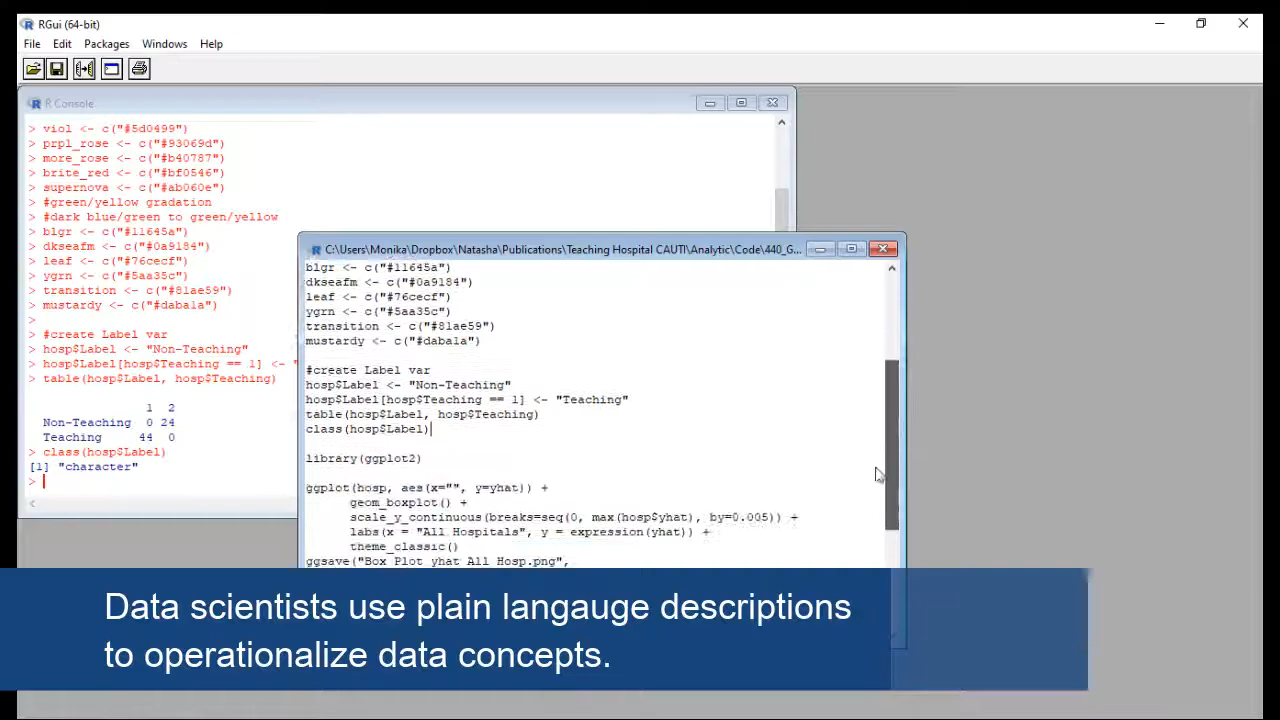 RGui (64-bit)
File Edit Packages Windows Help
R Console
> viol <- c("#5d0499")
> prpl_rose <- c("#93069d")
> more_rose <- c("#b40787")
> brite_red <- c("#bf0546")
> supernova <- c("#ab060e")
> #green/yellow gradation
> #dark blue/green to green/yellow
> blgr <- c("#11645a")
> dkseafm <- c("#0a9184")
> leaf <- c("#76cecf")
> ygrn <- c("#5aa35c")
> transition <- c("#81ae59")
> mustardy <- c("#daba1a")
>
> #create Label var
> hosp$Label <- "Non-Teaching"
> hosp$Label[hosp$Teaching == 1] <- "
> table(hosp$Label, hosp$Teaching)
1 2
Non-Teaching 0 24
Teaching 44 0
> class(hosp$Label)
[1] "character"
>
C:\Users\Monika\Dropbox\Natasha\Publications\Teaching Hospital CAUTI\Analytic\Code\440_G...
blgr <- c("#11645a")
dkseafm <- c("#0a9184")
leaf <- c("#76cecf")
ygrn <- c("#5aa35c")
transition <- c("#81ae59")
mustardy <- c("#daba1a")
#create Label var
hosp$Label <- "Non-Teaching"
hosp$Label[hosp$Teaching == 1] <- "Teaching"
table(hosp$Label, hosp$Teaching)
class(hosp$Label)
library(ggplot2)
ggplot(hosp, aes(x="", y=yhat)) +
geom_boxplot() +
scale_y_continuous(breaks=seq(0, max(hosp$yhat), by=0.005)) +
labs(x = "All Hospitals", y = expression(yhat)) +
theme_classic()
ggsave("Box Plot yhat All Hosp.png",
Data scientists use plain langauge descriptions
to operationalize data concepts.